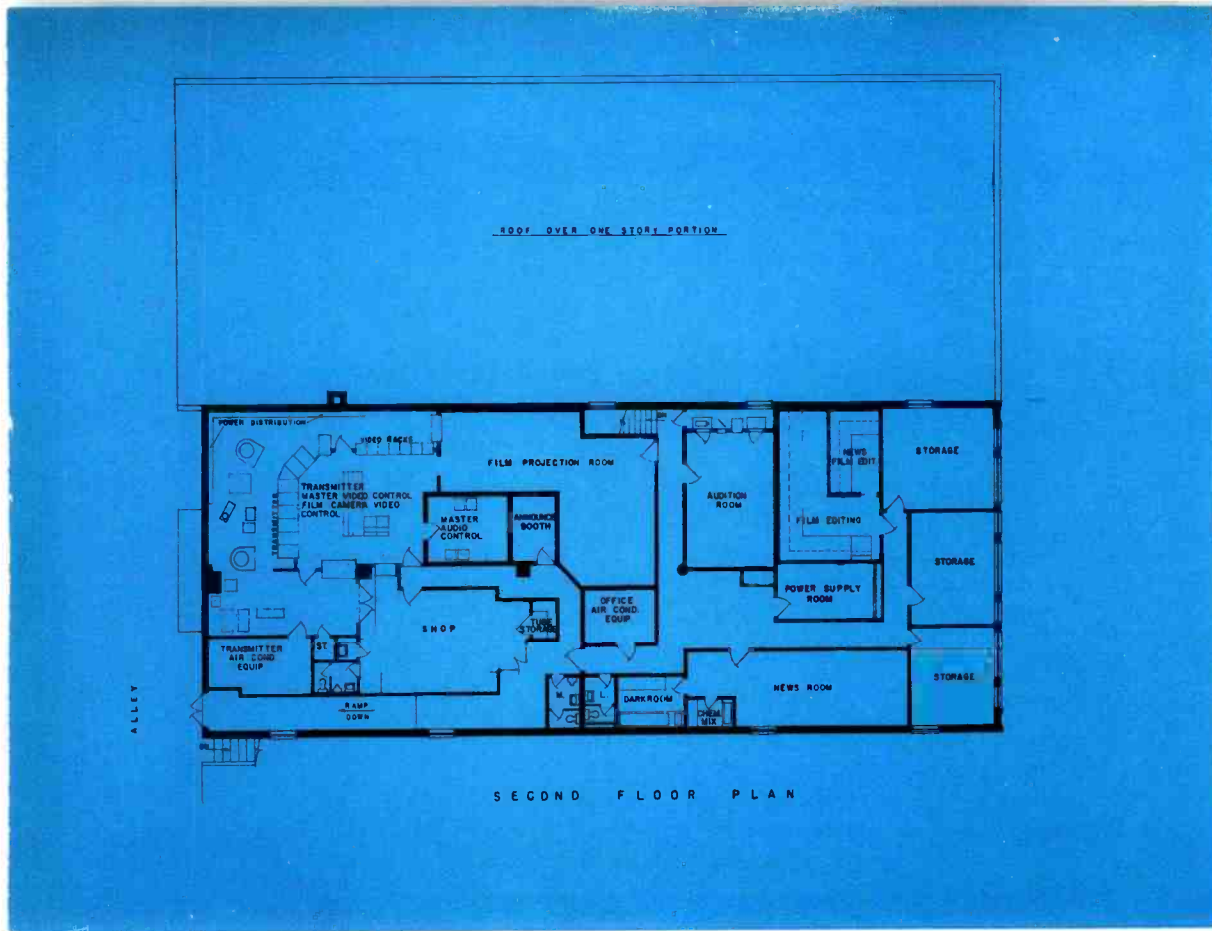 ROOF OVER ONE STORY PORTION
POWER DISTRIBUTION
VIDEO RACKS
FILM PROJECTION ROOM
DN
NEWS
FILM EDIT.
STORAGE
TRANSMITTER
MASTER VIDEO CONTROL
FILM CAMERA VIDEO
CONTROL
TRANSMITTER
MASTER
AUDIO
CONTROL
ANNOUNCE
BOOTH
AUDITION
ROOM
FILM EDITING
STORAGE
POWER SUPPLY
ROOM
OFFICE
AIR COND.
EQUIP
SHOP
TUBE
STORAGE
TRANSMITTER
AIR COND.
EQUIP
ST.
STORAGE
M.
L.
DARKROOM
NEWS ROOM
CHEM.
MIX
RAMP
DOWN
ALLEY
SECOND FLOOR PLAN